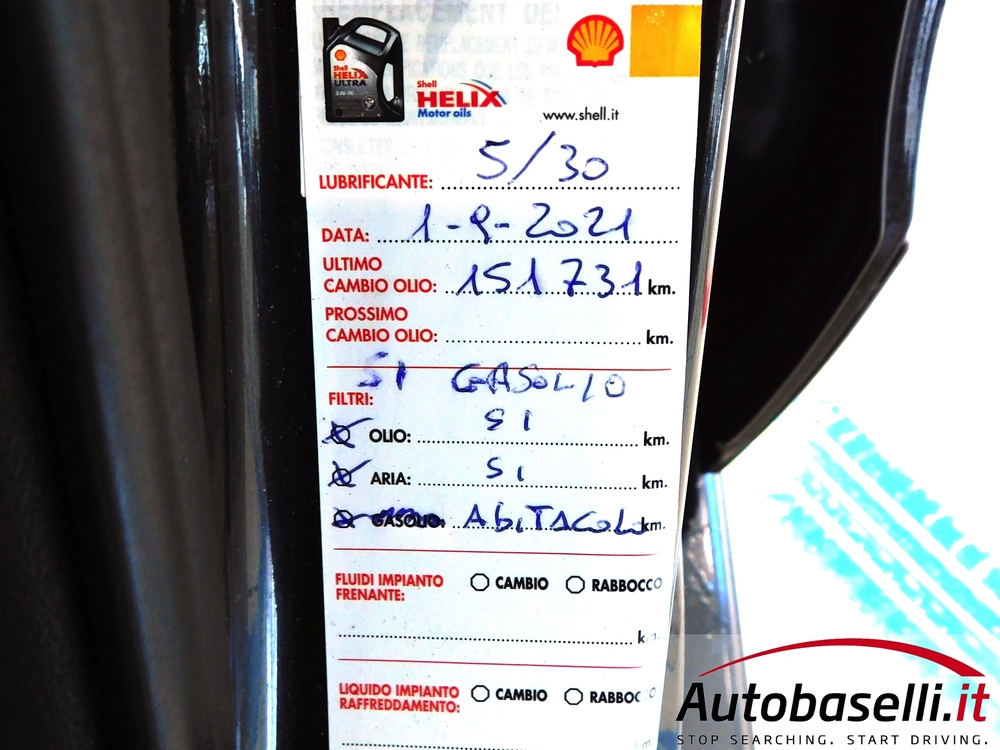 Shell
HELIX
ULTRA
Shell
HELIX
Motor oils
www.shell.it
LUBRIFICANTE: 5/30
DATA: 1-9-2021
ULTIMO
CAMBIO OLIO: 151731 km.
PROSSIMO
CAMBIO OLIO: km.
SI GASOLIO
FILTRI:
OLIO: SI km.
ARIA: SI km.
GASOLIO: AbiTACOLO km.
FLUIDI IMPIANTO
FRENANTE: CAMBIO RABBOCCO
km.
LIQUIDO IMPIANTO
RAFFREDDAMENTO: CAMBIO RABBOCCO
Autobaselli.it
STOP SEARCHING. START DRIVING.